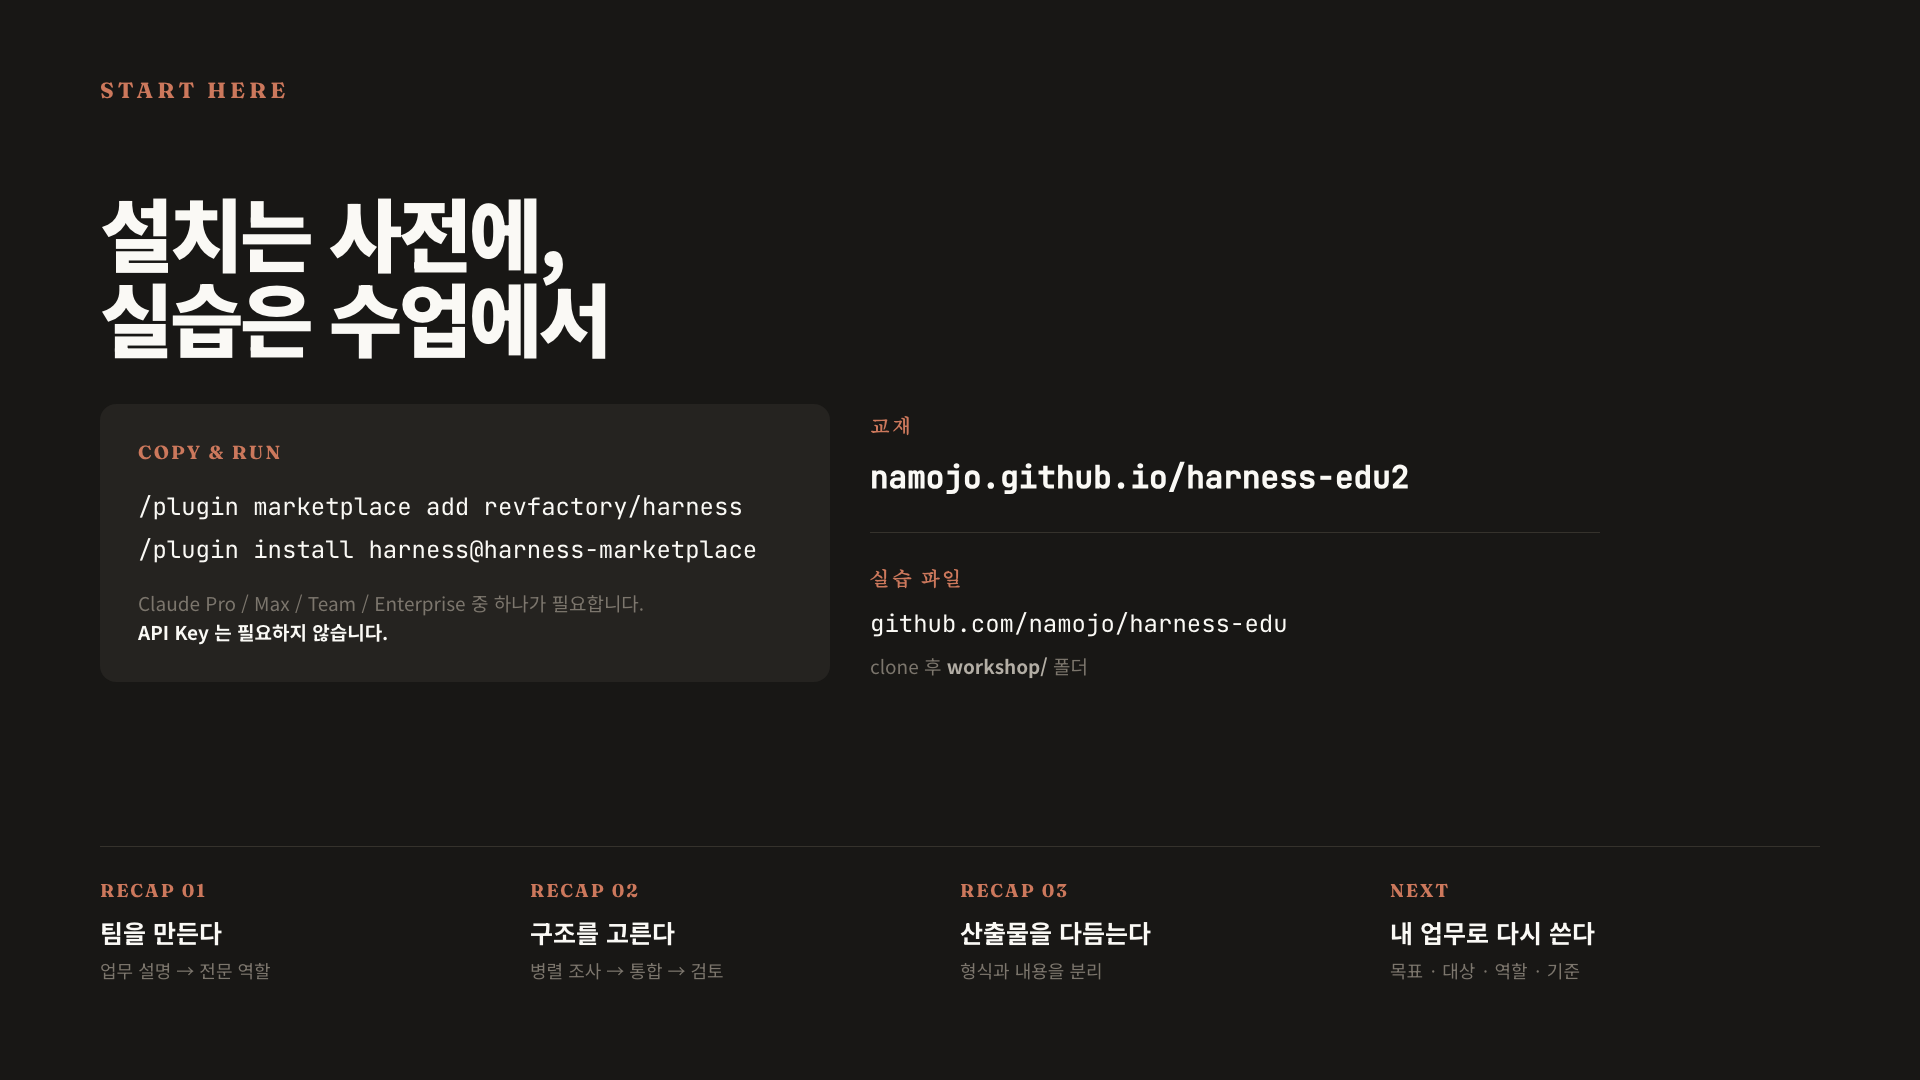 START HERE
설치는 사전에,
실습은 수업에서
COPY & RUN
/plugin marketplace add revfactory/harness
/plugin install harness@harness-marketplace
Claude Pro / Max / Team / Enterprise 중 하나가 필요합니다.
API Key 는 필요하지 않습니다.
교재
namojo.github.io/harness-edu2
실습 파일
github.com/namojo/harness-edu
clone 후 workshop/ 폴더
RECAP 01
팀을 만든다
업무 설명 → 전문 역할
RECAP 02
구조를 고른다
병렬 조사 → 통합 → 검토
RECAP 03
산출물을 다듬는다
형식과 내용을 분리
NEXT
내 업무로 다시 쓴다
목표 · 대상 · 역할 · 기준